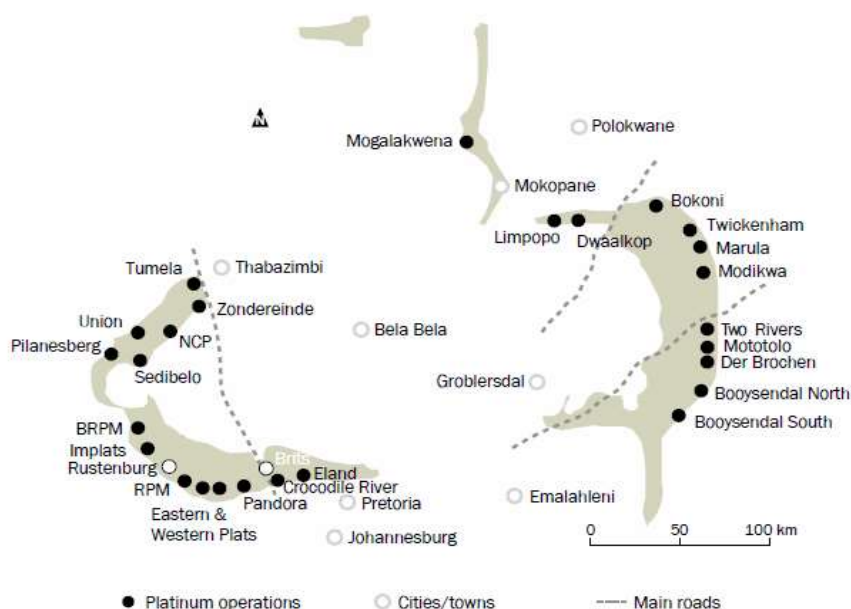 N
Polokwane
Mogalakwena
Mokopane
Bokoni
Twickenham
Limpopo
Dwaalkop
Marula
Tumela
Thabazimbi
Modikwa
Zondereinde
Union
NCP
Bela Bela
Two Rivers
Pilanesberg
Mototolo
Sedibelo
Der Brochen
Groblersdal
Booysendal North
BRPM
Booysendal South
Implats
Brits
Rustenburg
Eland
RPM
Crocodile River
Pandora
Pretoria
Emalahleni
Eastern &
Western Plats
Johannesburg
0 50 100 km
Platinum operations
Cities/towns
Main roads